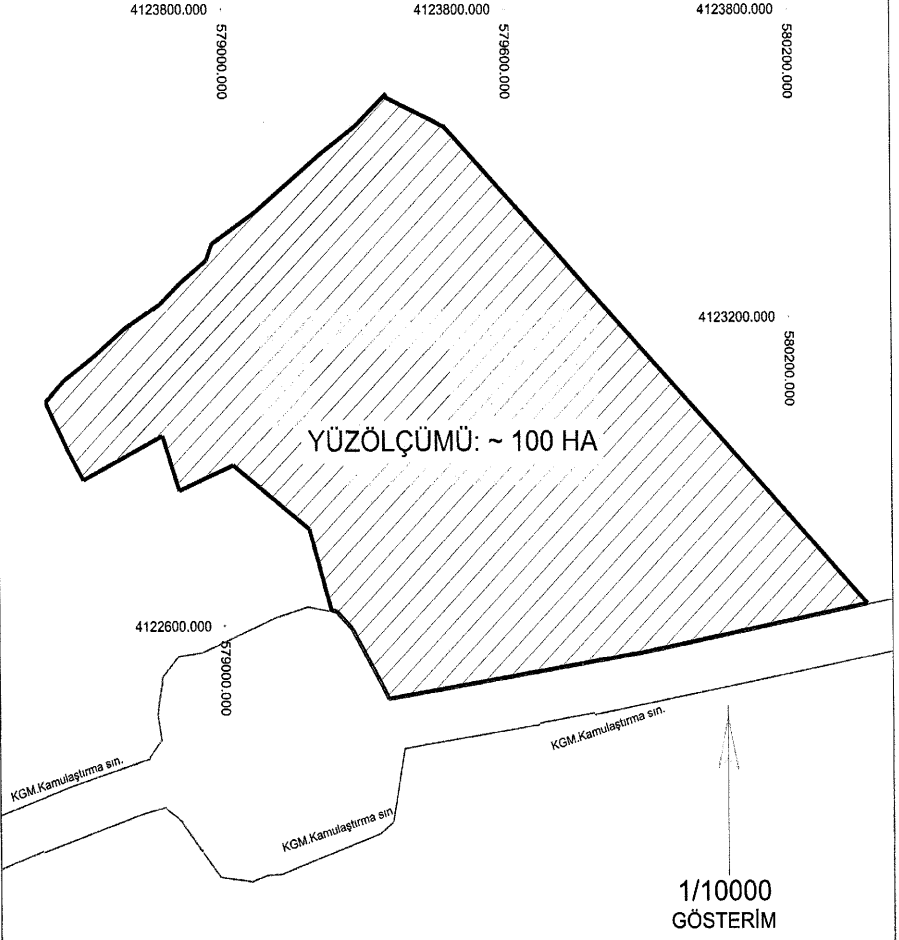 4123800.000
4123800.000
4123800.000
579000.000
579600.000
580200.000
4123200.000
580200.000
YÜZÖLÇÜMÜ: ~ 100 HA
4122600.000
579000.000
KGM.Kamulaştırma sın.
KGM.Kamulaştırma sın.
KGM.Kamulaştırma sın
1/10000
GÖSTERİM